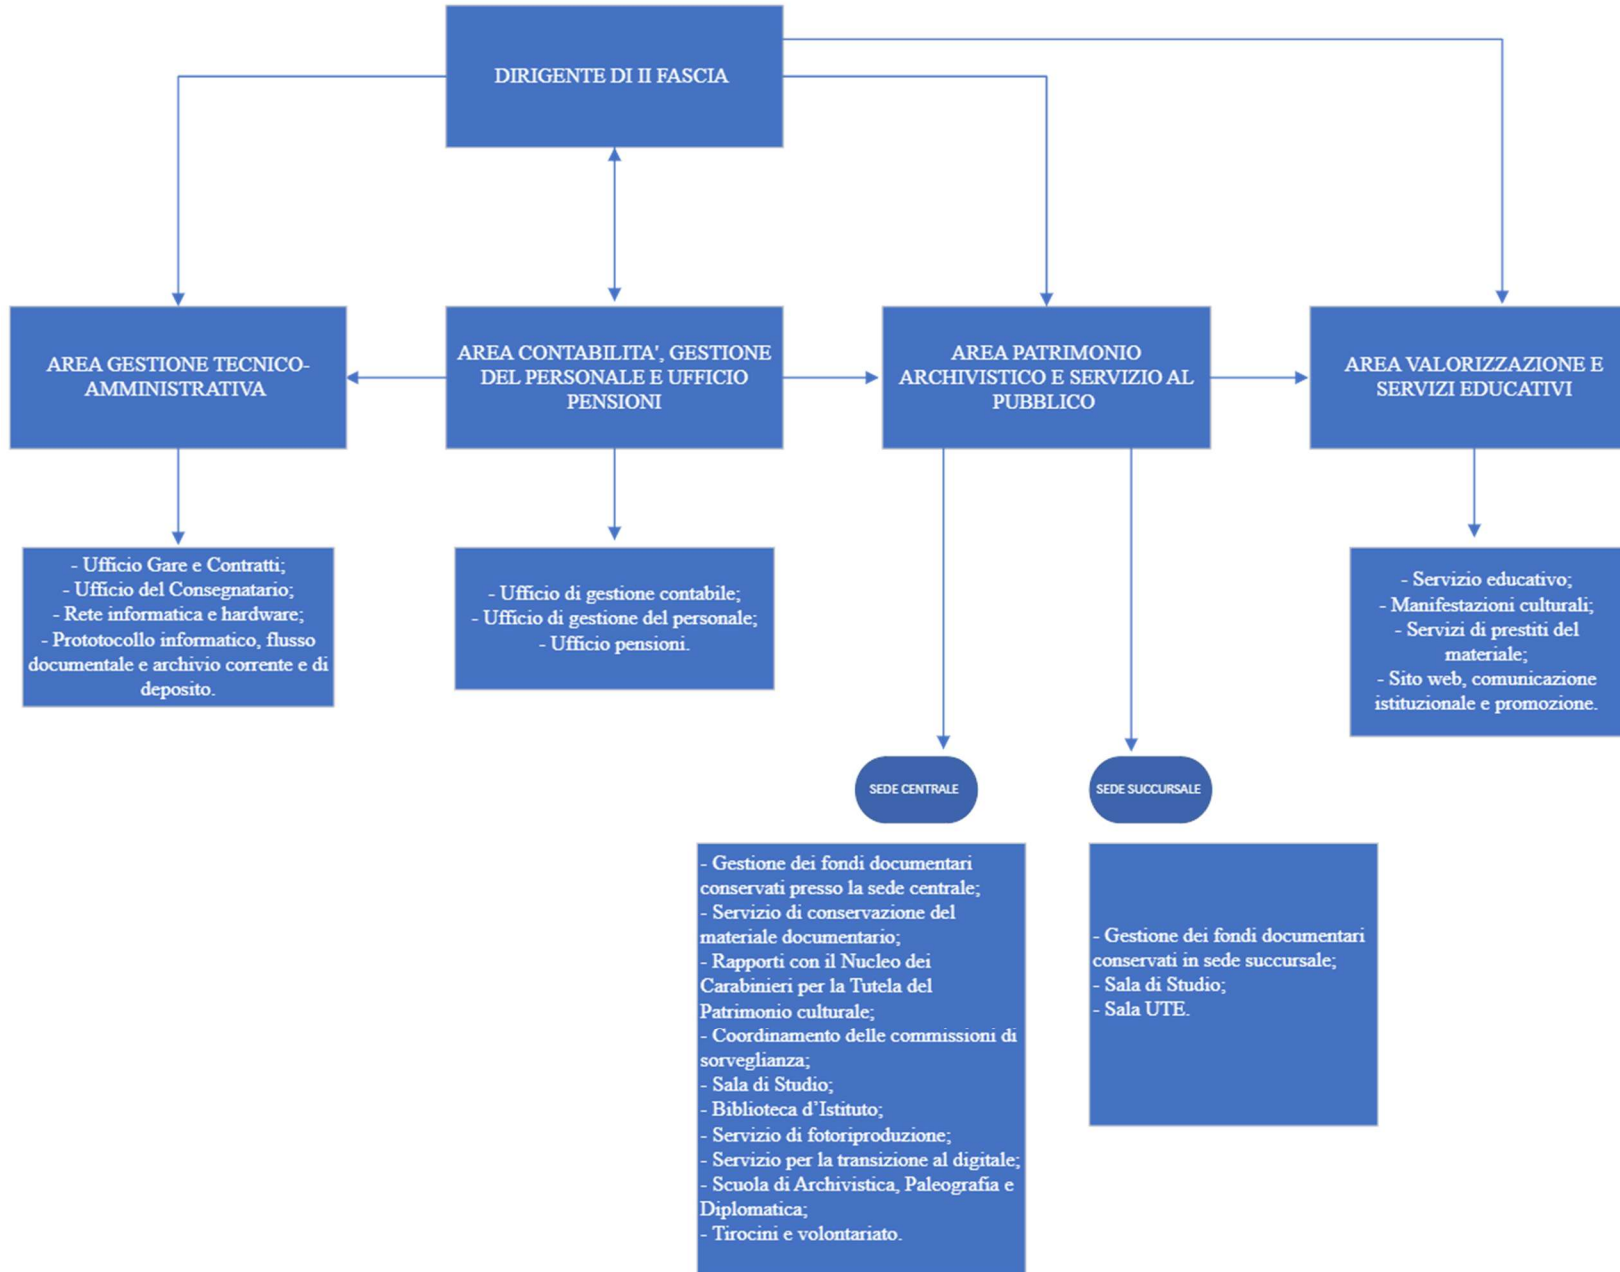 DIRIGENTE DI II FASCIA
AREA GESTIONE TECNICO-
AMMINISTRATIVA
AREA CONTABILITA', GESTIONE
DEL PERSONALE E UFFICIO
PENSIONI
AREA PATRIMONIO
ARCHIVISTICO E SERVIZIO AL
PUBBLICO
AREA VALORIZZAZIONE E
SERVIZI EDUCATIVI
- Ufficio Gare e Contratti;
- Ufficio del Consegnatario;
- Rete informatica e hardware;
- Prototocollo informatico, flusso
documentale e archivio corrente e di
deposito.
- Ufficio di gestione contabile;
- Ufficio di gestione del personale;
- Ufficio pensioni.
- Servizio educativo;
- Manifestazioni culturali;
- Servizi di prestiti del
materiale;
- Sito web, comunicazione
istituzionale e promozione.
SEDE CENTRALE
SEDE SUCCURSALE
- Gestione dei fondi documentari
conservati presso la sede centrale;
- Servizio di conservazione del
materiale documentario;
- Rapporti con il Nucleo dei
Carabinieri per la Tutela del
Patrimonio culturale;
- Coordinamento delle commissioni di
sorveglianza;
- Sala di Studio;
- Biblioteca d’Istituto;
- Servizio di fotoriproduzione;
- Servizio per la transizione al digitale;
- Scuola di Archivistica, Paleografia e
Diplomatica;
- Tirocini e volontariato.
- Gestione dei fondi documentari
conservati in sede succursale;
- Sala di Studio;
- Sala UTE.